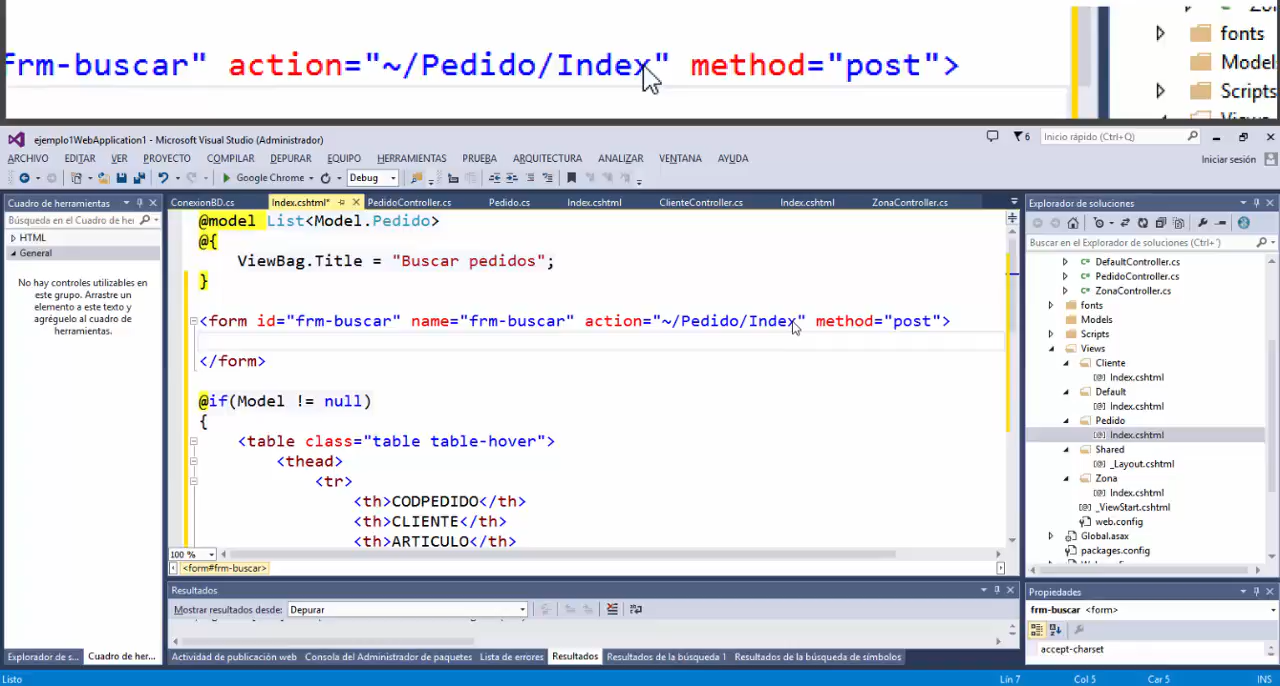 frm-buscar" action="~/Pedido/Index" method="post">
fonts
Model
Scripts
ejemplo1WebApplication1 - Microsoft Visual Studio (Administrador)
6
Inicio rápido (Ctrl+Q)
ARCHIVO EDITAR VER PROYECTO COMPILAR DEPURAR EQUIPO HERRAMIENTAS PRUEBA ARQUITECTURA ANALIZAR VENTANA AYUDA
Iniciar sesión
Google Chrome Debug
Cuadro de herramientas
ConexionBD.cs Index.cshtml* PedidoController.cs Pedido.cs Index.cshtml ClienteController.cs Index.cshtml ZonaController.cs
Explorador de soluciones
Búsqueda en el Cuadro de her
HTML
General
No hay controles utilizables en
este grupo. Arrastre un
elemento a este texto y
agréguelo al cuadro de
herramientas.
@model List<Model.Pedido>
@{
ViewBag.Title = "Buscar pedidos";
}
<form id="frm-buscar" name="frm-buscar" action="~/Pedido/Index" method="post">
</form>
@if(Model != null)
{
<table class="table table-hover">
<thead>
<tr>
<th>CODPEDIDO</th>
<th>CLIENTE</th>
<th>ARTICULO</th>
100 %
<form#frm-buscar>
Buscar en el Explorador de soluciones (Ctrl+
DefaultController.cs
PedidoController.cs
ZonaController.cs
fonts
Models
Scripts
Views
Cliente
Index.cshtml
Default
Index.cshtml
Pedido
Index.cshtml
Shared
_Layout.cshtml
Zona
Index.cshtml
_ViewStart.cshtml
web.config
Global.asax
packages.config
Resultados
Mostrar resultados desde: Depurar
Propiedades
frm-buscar <form>
accept-charset
Explorador de s... Cuadro de her... Actividad de publicación web Consola del Administrador de paquetes Lista de errores Resultados Resultados de la búsqueda 1 Resultados de la búsqueda de símbolos
Listo Lín 7 Col 5 Car 5 INS